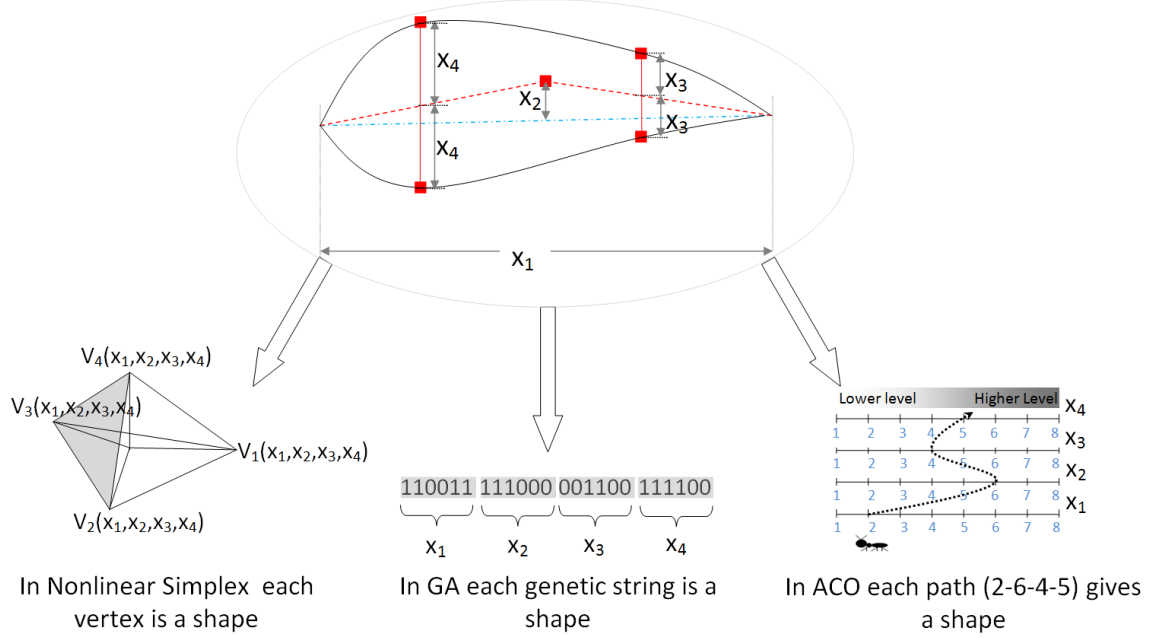 x₄
x₃
x₂
x₃
x₄
x₁
V₄(x₁,x₂,x₃,x₄)
V₃(x₁,x₂,x₃,x₄)
V₁(x₁,x₂,x₃,x₄)
V₂(x₁,x₂,x₃,x₄)
In Nonlinear Simplex each
vertex is a shape
110011 111000 001100 111100
x₁ x₂ x₃ x₄
In GA each genetic string is a
shape
Lower level Higher Level
x₄
1 2 3 4 5 6 7 8
x₃
1 2 3 4 5 6 7 8
x₂
1 2 3 4 5 6 7 8
x₁
1 2 3 4 5 6 7 8
In ACO each path (2-6-4-5) gives
a shape